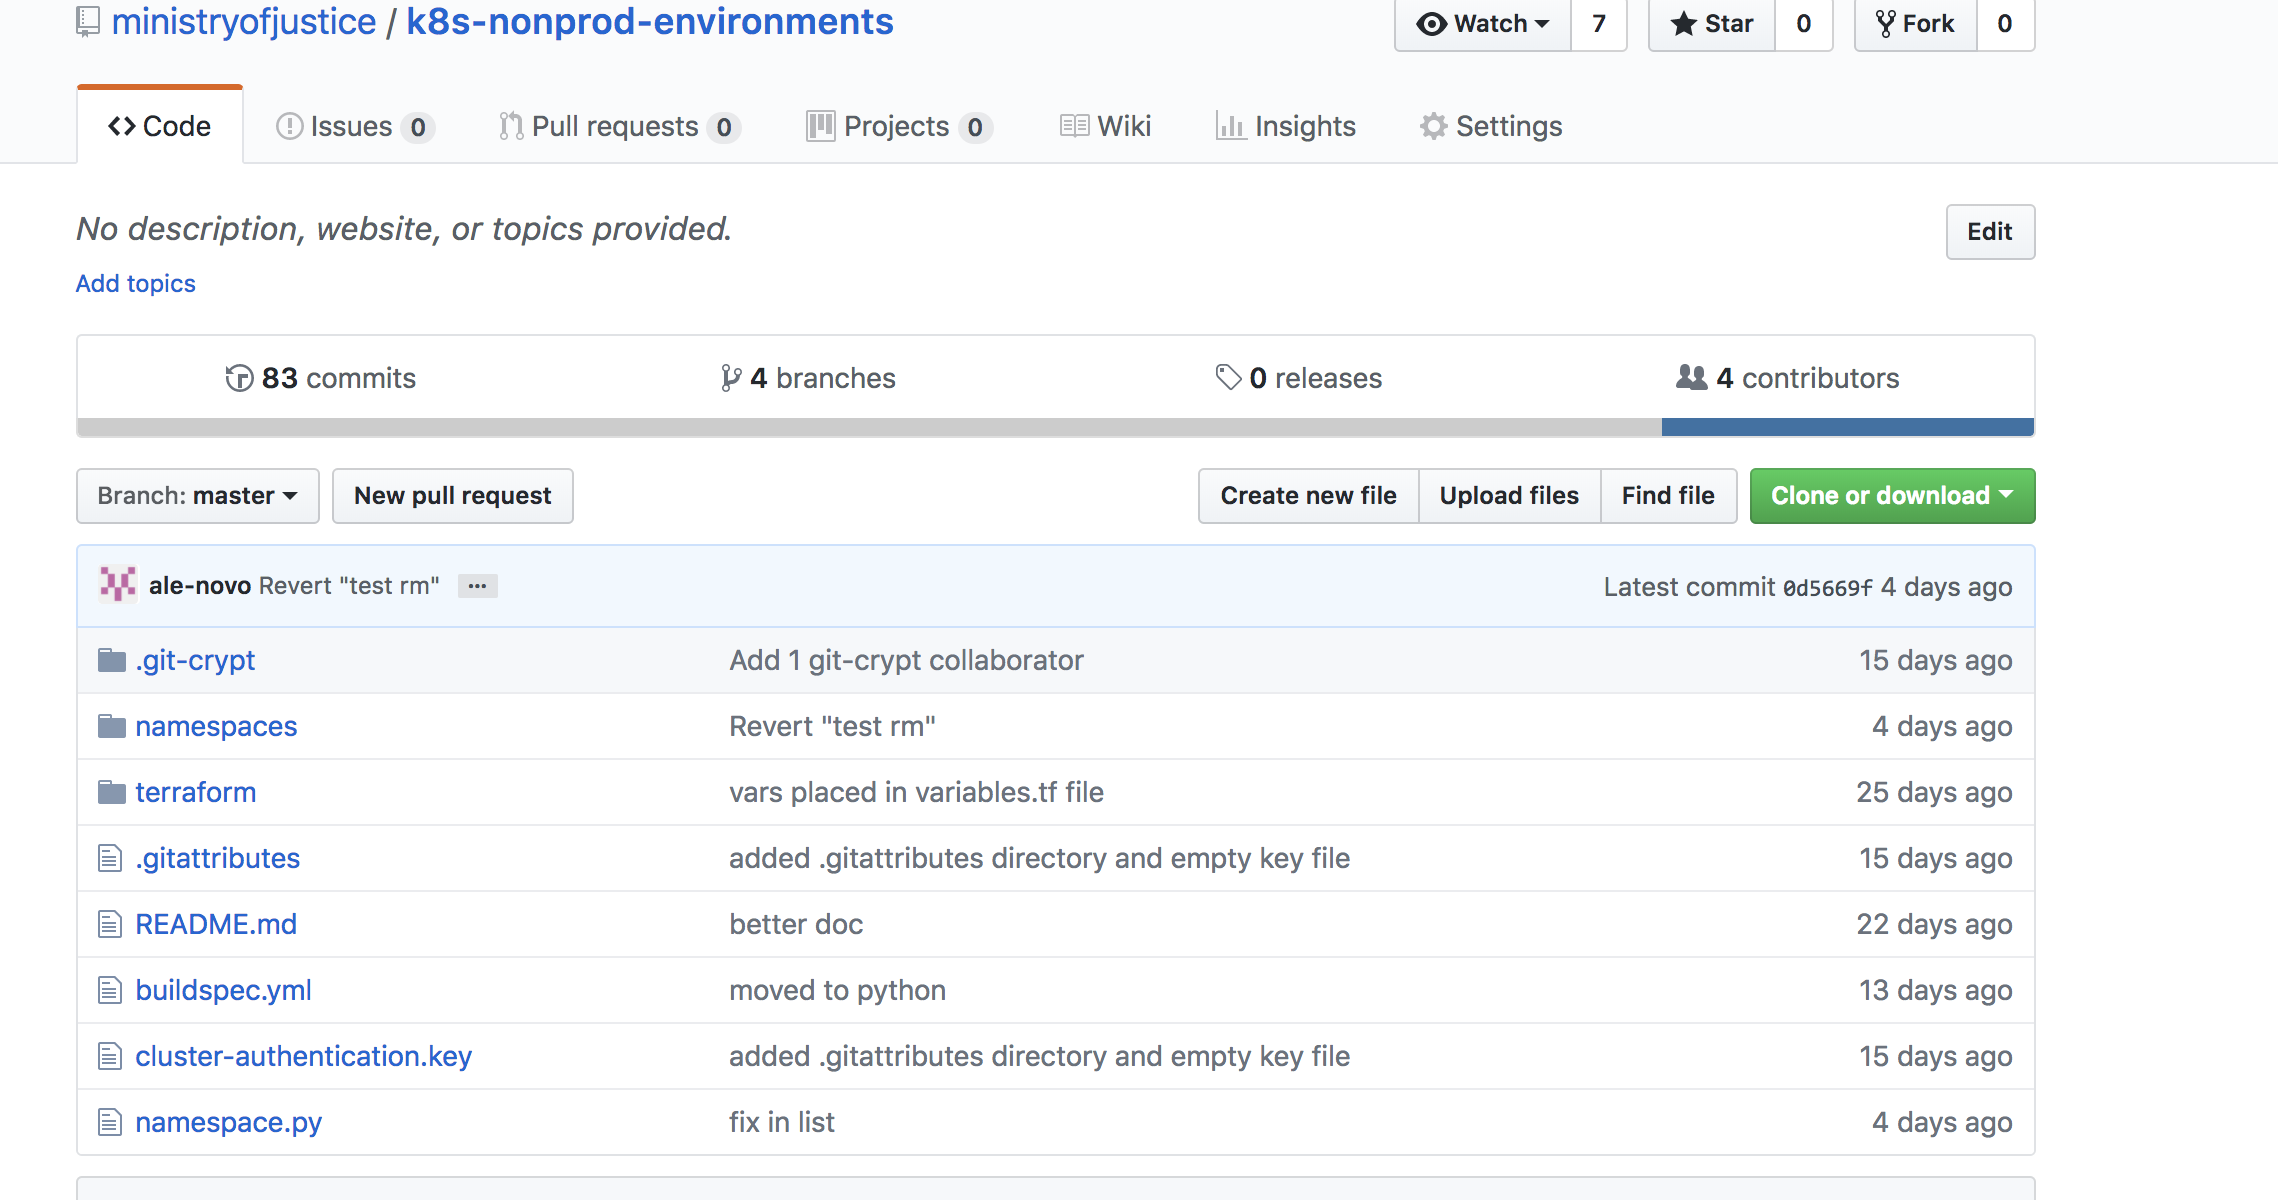 ministryofjustice / k8s-nonprod-environments
Watch 7 Star 0 Fork 0
Code Issues 0 Pull requests 0 Projects 0 Wiki Insights Settings
No description, website, or topics provided.
Edit
Add topics
83 commits 4 branches 0 releases 4 contributors
Branch: master New pull request Create new file Upload files Find file Clone or download
ale-novo Revert "test rm" ... Latest commit 0d5669f 4 days ago
.git-crypt Add 1 git-crypt collaborator 15 days ago
namespaces Revert "test rm" 4 days ago
terraform vars placed in variables.tf file 25 days ago
.gitattributes added .gitattributes directory and empty key file 15 days ago
README.md better doc 22 days ago
buildspec.yml moved to python 13 days ago
cluster-authentication.key added .gitattributes directory and empty key file 15 days ago
namespace.py fix in list 4 days ago